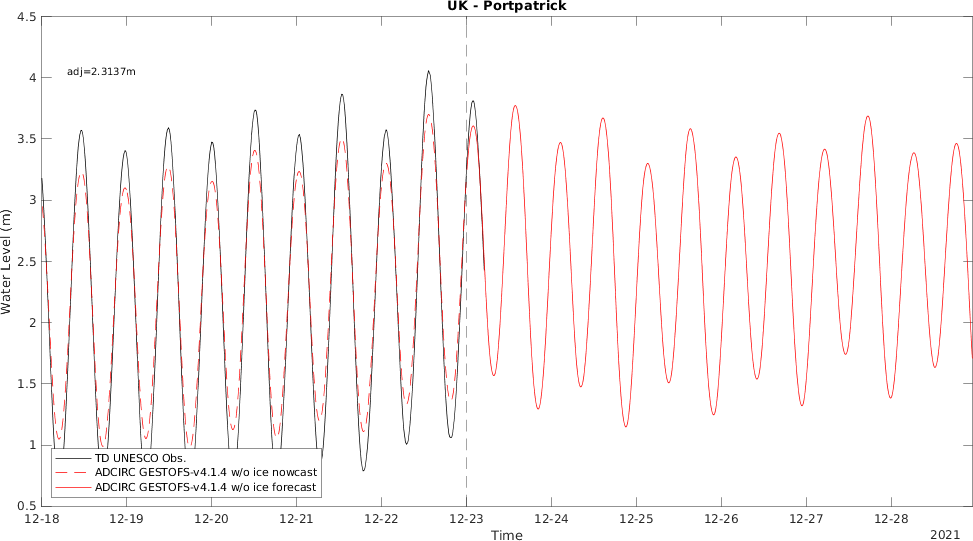 UK - Portpatrick
4.5
4
3.5
3
2.5
2
1.5
1
0.5
Water Level (m)
adj=2.3137m
TD UNESCO Obs.
ADCIRC GESTOFS-v4.1.4 w/o ice nowcast
ADCIRC GESTOFS-v4.1.4 w/o ice forecast
12-18 12-19 12-20 12-21 12-22 12-23 12-24 12-25 12-26 12-27 12-28
Time
2021